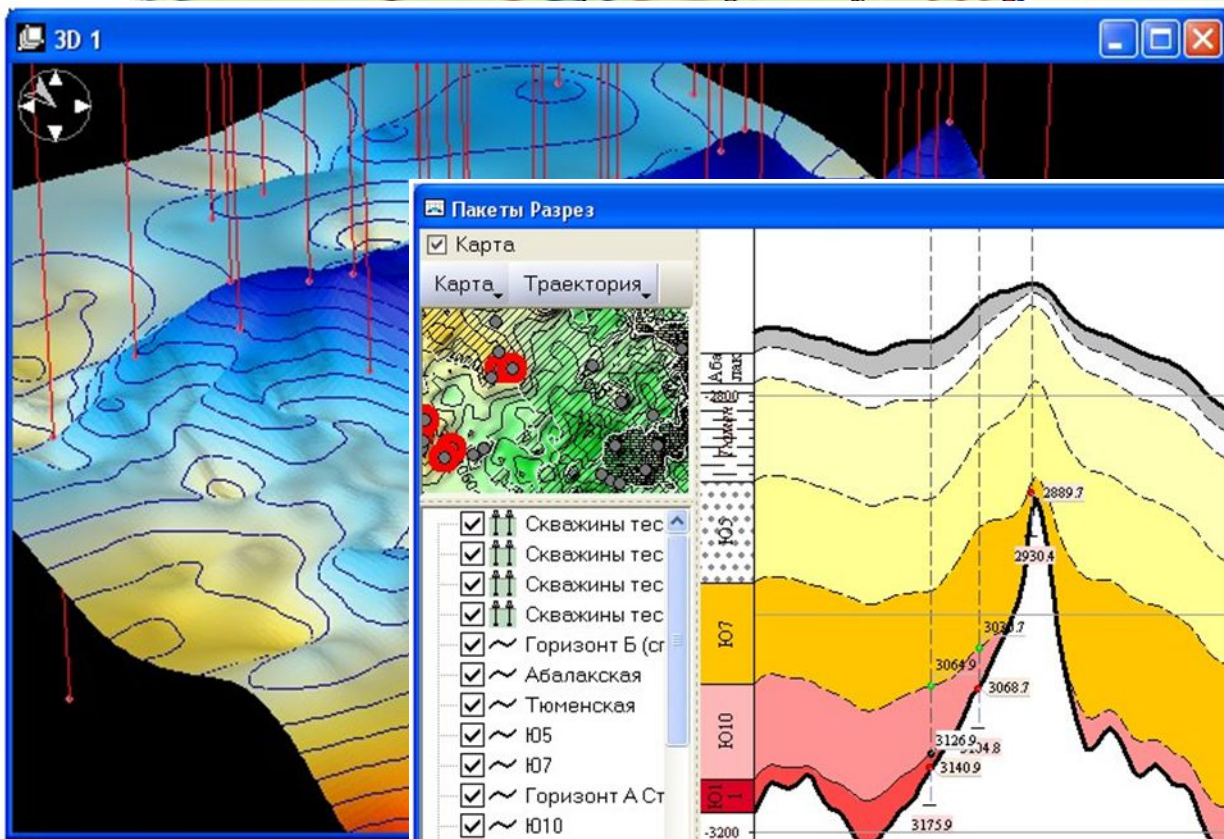 3D 1
Пакеты Разрез
Карта
Карта Траектория
Скважины тес
Скважины тес
Скважины тес
Скважины тес
Горизонт Б (сг
Абалакская
Тюменская
Ю5
Ю7
Горизонт А Ст
Ю10
Аба
лак
Ю5
Ю7
Ю10
-3200
2889.7
2930.4
3064.9
3068.7
3126.9
3140.9
3175.9